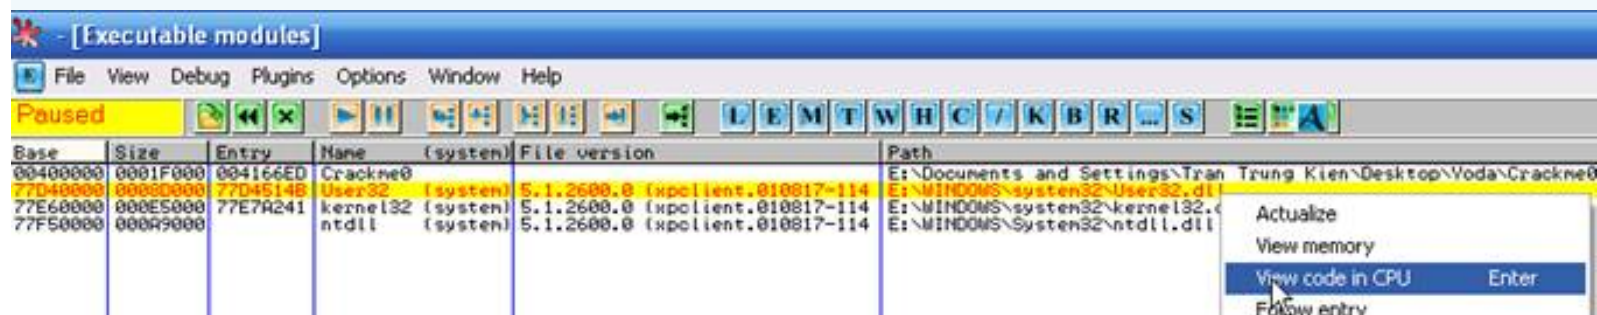 - [Executable modules]
File View Debug Plugins Options Window Help
Paused L E M T W H C / K B R ... S
Base Size Entry Name (system) File version Path
00400000 0001F000 004166ED Crackme0 E:\Documents and Settings\Tran Trung Kien\Desktop\Voda\Crackme0
77D40000 0008D000 77D4514B User32 (system) 5.1.2600.0 (xpclient.010817-114 E:\WINDOWS\system32\User32.dll
77E60000 000E5000 77E7A241 kernel32 (system) 5.1.2600.0 (xpclient.010817-114 E:\WINDOWS\system32\kernel32.
77F50000 000A9000 ntdll (system) 5.1.2600.0 (xpclient.010817-114 E:\WINDOWS\System32\ntdll.dll
Actualize
View memory
View code in CPU Enter
Follow entry